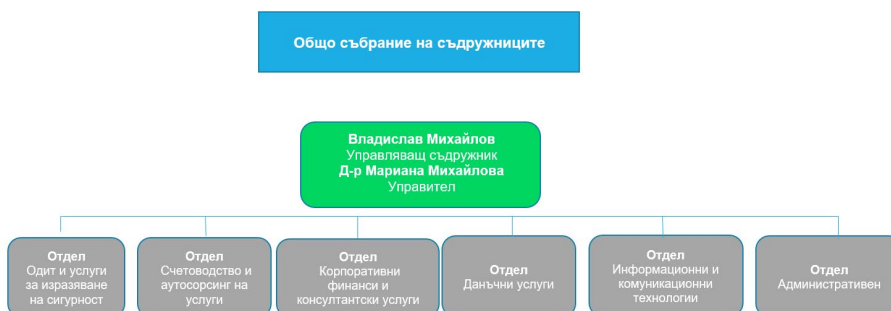 Общо събрание на съдружниците
Владислав Михайлов
Управляващ съдружник
Д-р Мариана Михайлова
Управител
Отдел
Одит и услуги
за изразяване
на сигурност
Отдел
Счетоводство и
аутосорсинг на
услуги
Отдел
Корпоративни
финанси и
консултантски услуги
Отдел
Данъчни услуги
Отдел
Информационни и
комуникационни
технологии
Отдел
Административен